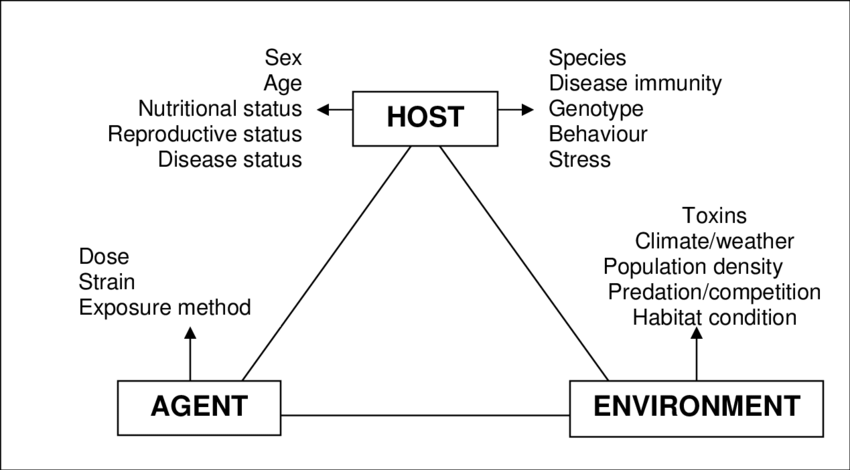 Sex
Age
Nutritional status
Reproductive status
Disease status
HOST
Species
Disease immunity
Genotype
Behaviour
Stress
Dose
Strain
Exposure method
Toxins
Climate/weather
Population density
Predation/competition
Habitat condition
AGENT
ENVIRONMENT